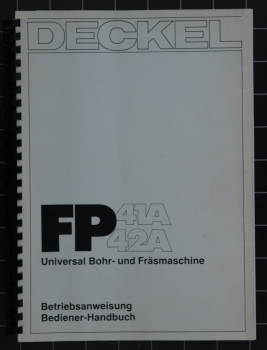 DECKEL
FP 41A
42A
Universal Bohr- und Fräsmaschine
Betriebsanweisung
Bediener-Handbuch